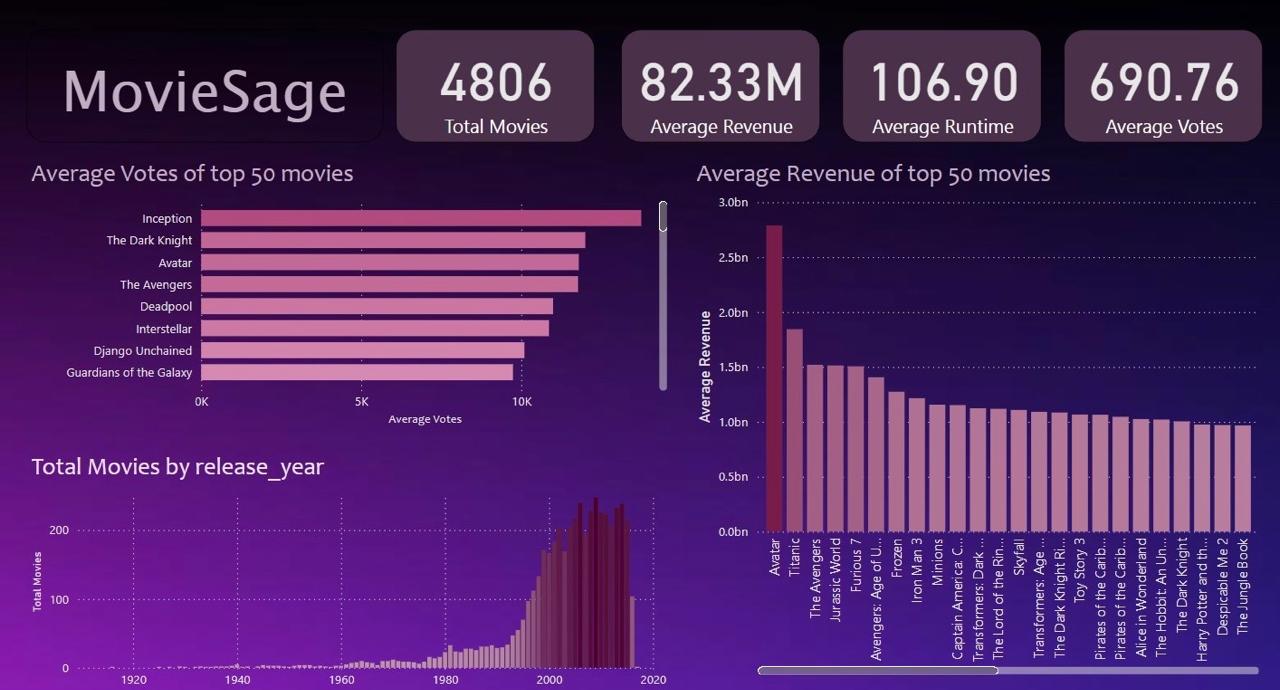 MovieSage
4806
Total Movies
82.33M
Average Revenue
106.90
Average Runtime
690.76
Average Votes
Average Votes of top 50 movies
Inception
The Dark Knight
Avatar
The Avengers
Deadpool
Interstellar
Django Unchained
Guardians of the Galaxy
0K 5K 10K
Average Votes
Total Movies by release_year
Total Movies
200
100
0
1920 1940 1960 1980 2000 2020
Average Revenue of top 50 movies
Average Revenue
3.0bn
2.5bn
2.0bn
1.5bn
1.0bn
0.5bn
0.0bn
Avatar
Titanic
The Avengers
Jurassic World
Furious 7
Avengers: Age of U...
Frozen
Iron Man 3
Minions
Captain America: C...
Transformers: Dark ...
The Lord of the Rin...
Skyfall
Transformers: Age ...
The Dark Knight Ri...
Toy Story 3
Pirates of the Carib...
Pirates of the Carib...
Alice in Wonderland
The Hobbit: An Un...
The Dark Knight
Harry Potter and th...
Despicable Me 2
The Jungle Book